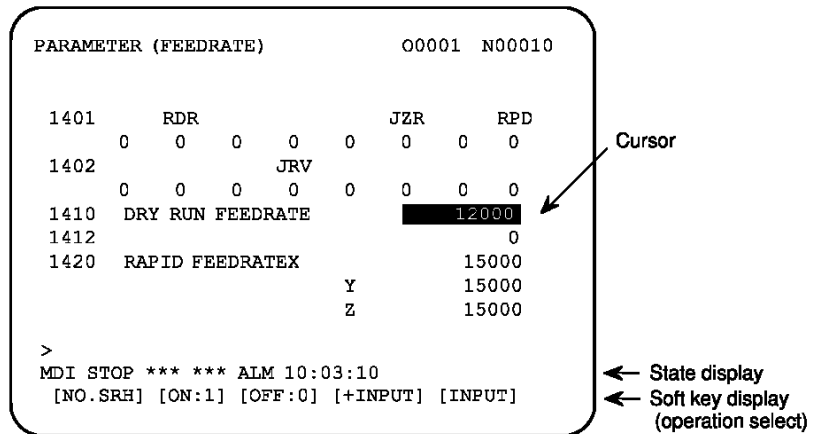 PARAMETER (FEEDRATE) O0001 N00010
1401 RDR JZR RPD
0 0 0 0 0 0 0 0
Cursor
1402 JRV
0 0 0 0 0 0 0 0
1410 DRY RUN FEEDRATE 12000
1412 0
1420 RAPID FEEDRATEX 15000
Y 15000
Z 15000
>
MDI STOP *** *** ALM 10:03:10
State display
[NO.SRH] [ON:1] [OFF:0] [+INPUT] [INPUT]
Soft key display
(operation select)